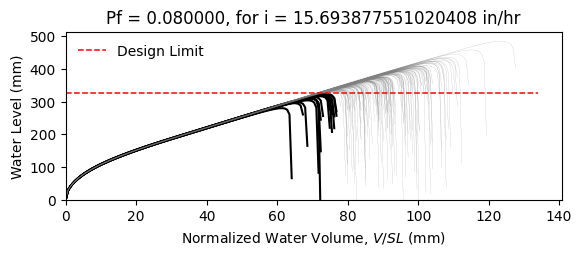 Pf = 0.080000, for i = 15.693877551020408 in/hr
500
400
300
200
100
0
Water Level (mm)
Design Limit
0 20 40 60 80 100 120 140
Normalized Water Volume, V/SL (mm)